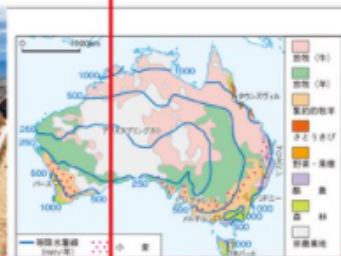 0 1000km
1000
1000
500
タウンズヴィル
250
アリススプリングス
250
パース
500
1000
250
500
1000
シドニー
500
1000
メルボルン
放牧（牛）
放牧（羊）
集約的牧羊
さとうきび
野菜・果樹
酪農
森林
非農業地
年降水量線
(mm/年)
小麦